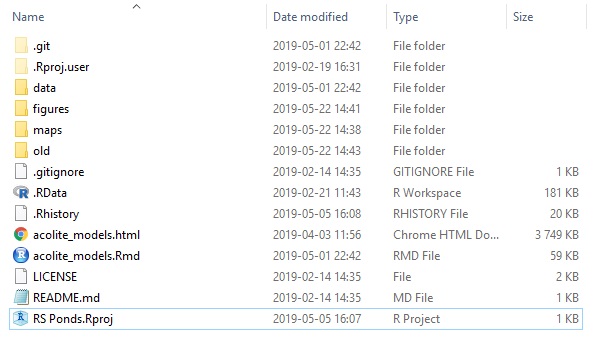 Name Date modified Type Size
.git 2019-05-01 22:42 File folder
.Rproj.user 2019-02-19 16:31 File folder
data 2019-05-01 22:42 File folder
figures 2019-05-22 14:41 File folder
maps 2019-05-22 14:38 File folder
old 2019-05-22 14:43 File folder
.gitignore 2019-02-14 14:35 GITIGNORE File 1 KB
.RData 2019-02-21 11:43 R Workspace 181 KB
.Rhistory 2019-05-05 16:08 RHISTORY File 20 KB
acolite_models.html 2019-04-03 11:56 Chrome HTML Do... 3 749 KB
acolite_models.Rmd 2019-05-01 22:42 RMD File 59 KB
LICENSE 2019-02-14 14:35 File 2 KB
README.md 2019-02-14 14:35 MD File 1 KB
RS Ponds.Rproj 2019-05-05 16:07 R Project 1 KB